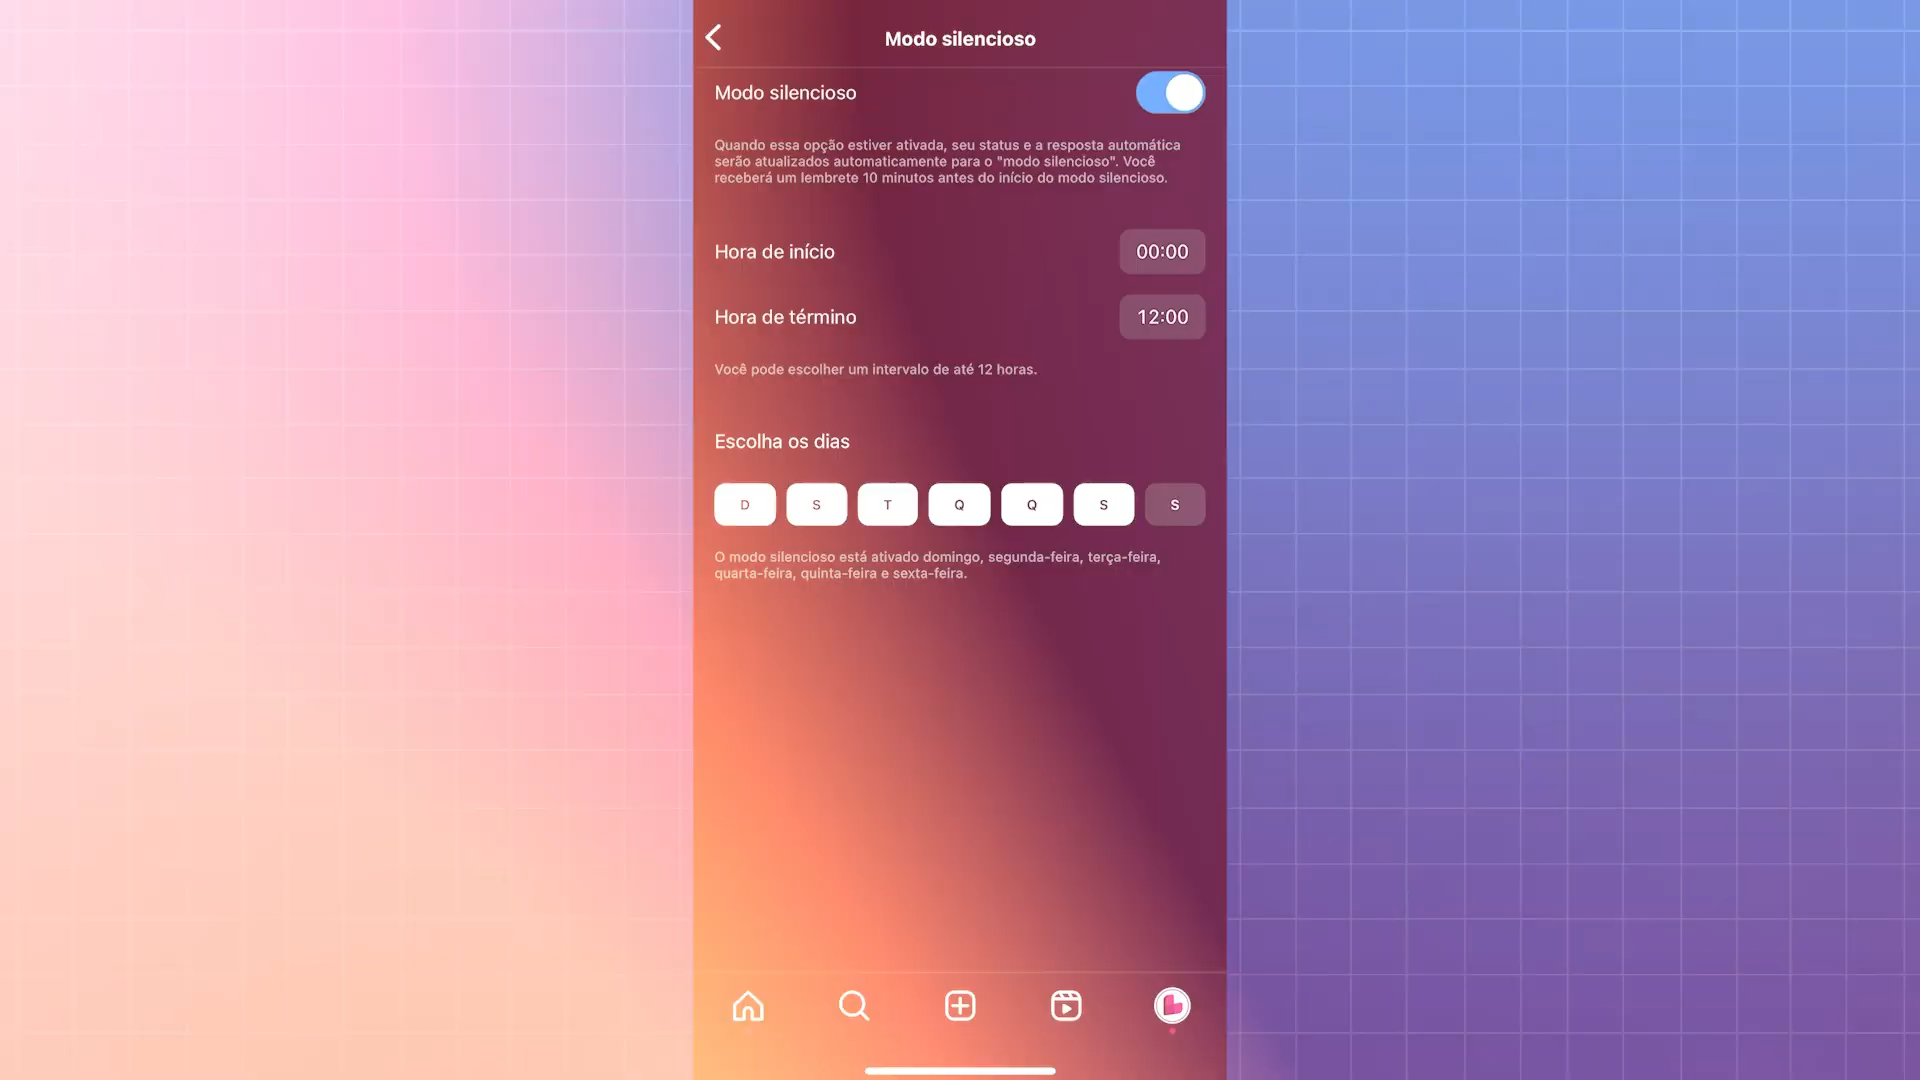 Modo silencioso
Modo silencioso
Quando essa opção estiver ativada, seu status e a resposta automática
serão atualizados automaticamente para o "modo silencioso". Você
receberá um lembrete 10 minutos antes do início do modo silencioso.
Hora de início 00:00
Hora de término 12:00
Você pode escolher um intervalo de até 12 horas.
Escolha os dias
D S T Q Q S S
O modo silencioso está ativado domingo, segunda-feira, terça-feira,
quarta-feira, quinta-feira e sexta-feira.